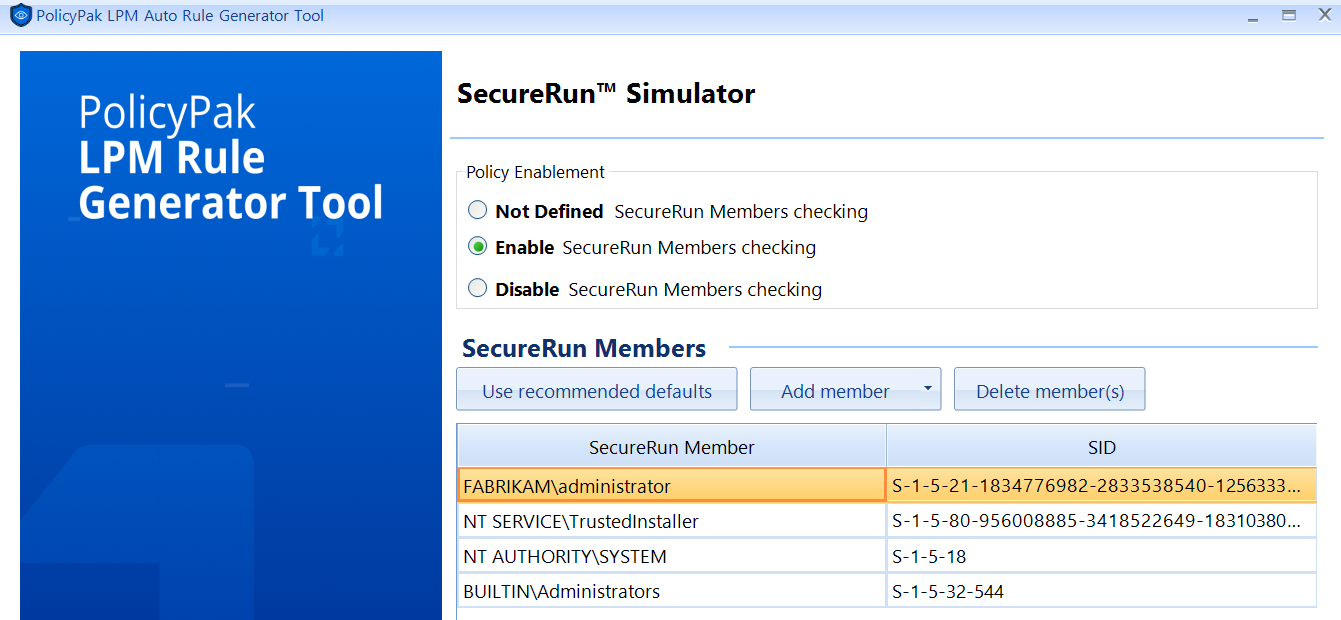 PolicyPak LPM Auto Rule Generator Tool
PolicyPak
LPM Rule
Generator Tool
SecureRun™ Simulator
Policy Enablement
Not Defined SecureRun Members checking
Enable SecureRun Members checking
Disable SecureRun Members checking
SecureRun Members
Use recommended defaults Add member Delete member(s)
SecureRun Member SID
FABRIKAM\administrator S-1-5-21-1834776982-2833538540-1256333...
NT SERVICE\TrustedInstaller S-1-5-80-956008885-3418522649-18310380...
NT AUTHORITY\SYSTEM S-1-5-18
BUILTIN\Administrators S-1-5-32-544